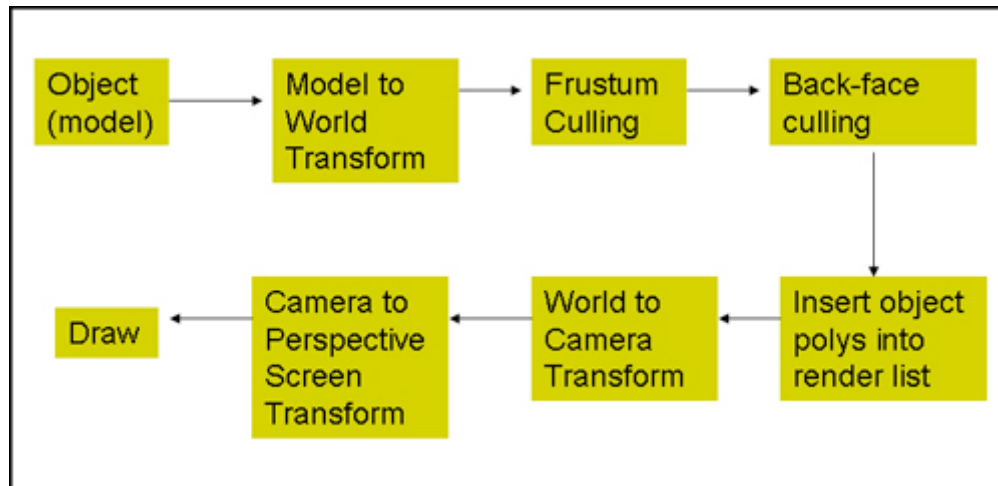 Object
(model)
Model to
World
Transform
Frustum
Culling
Back-face
culling
Insert object
polys into
render list
World to
Camera
Transform
Camera to
Perspective
Screen
Transform
Draw